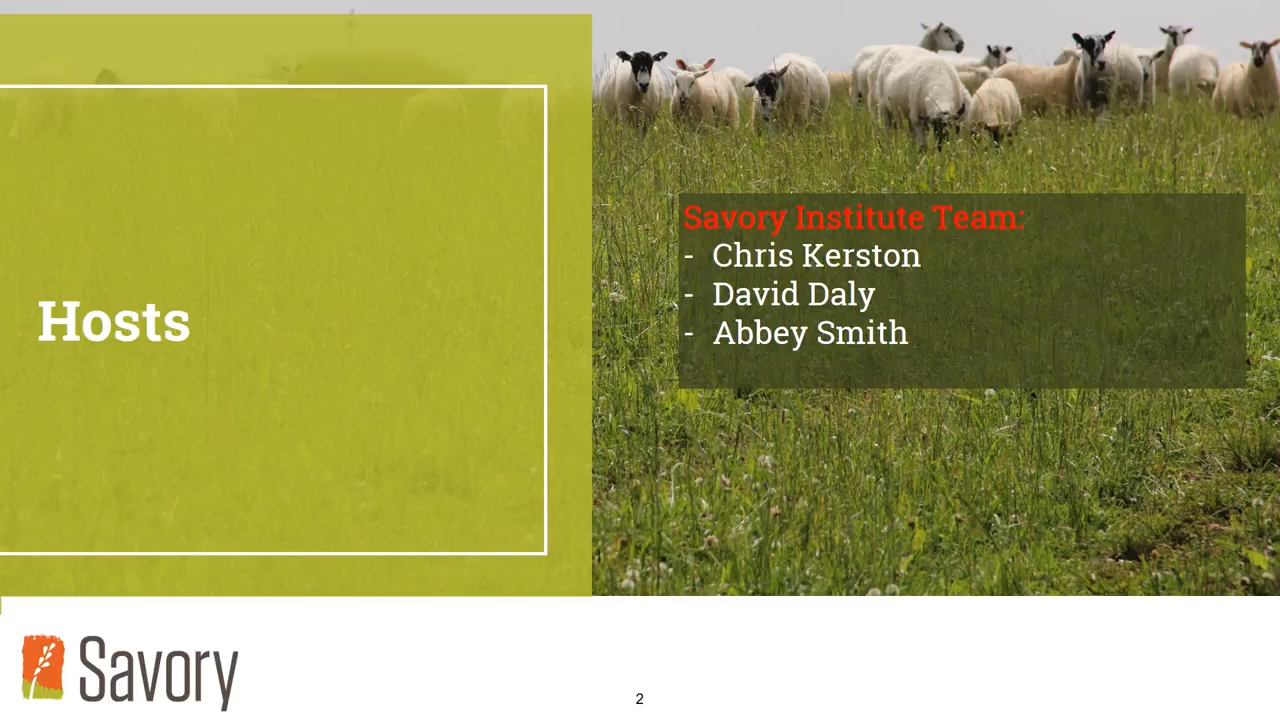 Hosts
Savory Institute Team:
- Chris Kerston
- David Daly
- Abbey Smith
Savory
2